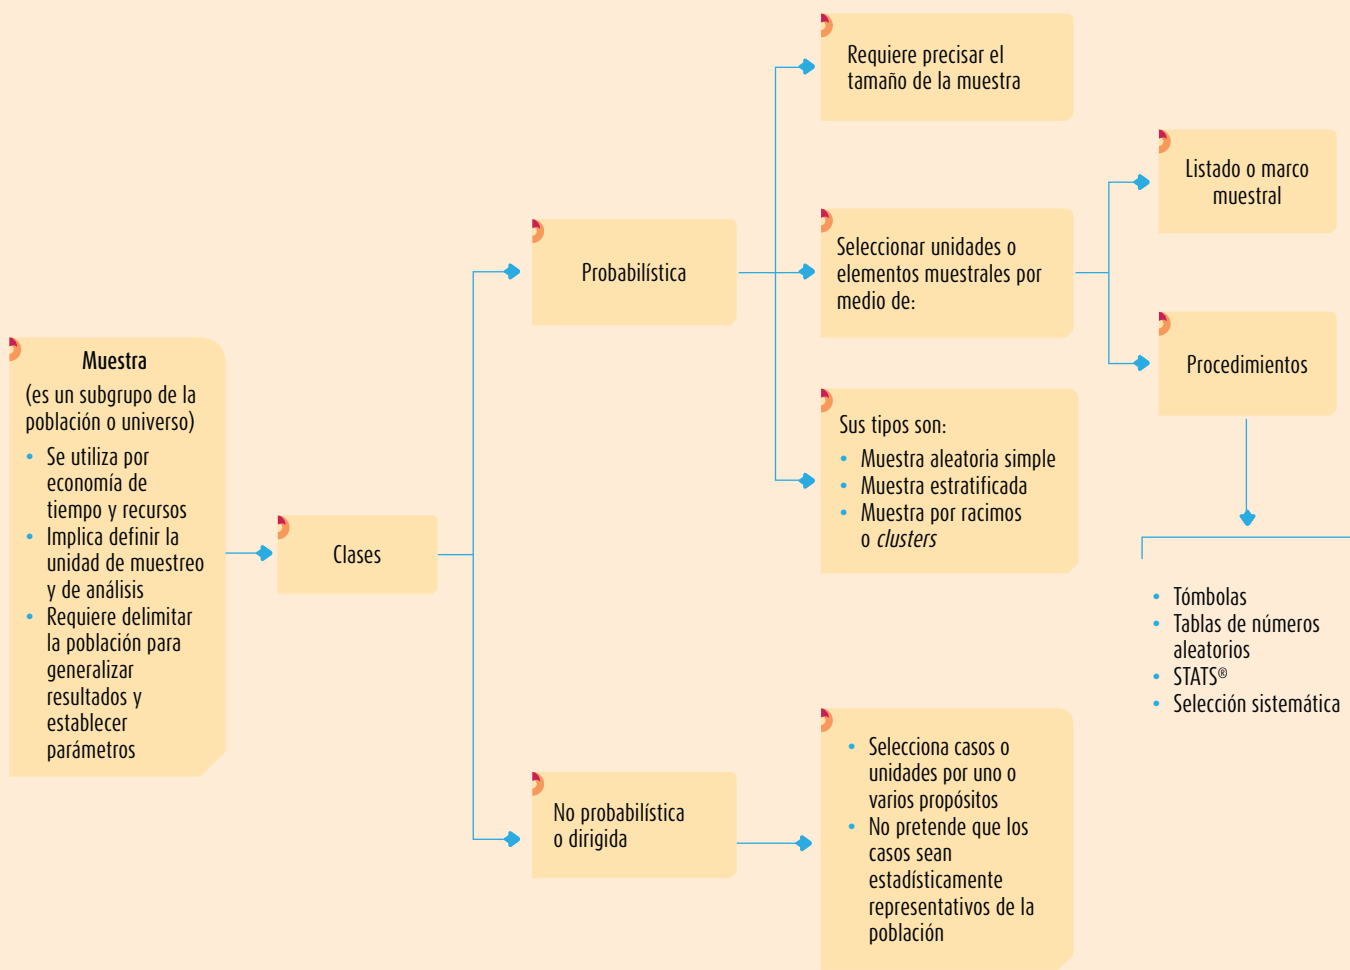 Muestra
(es un subgrupo de la
población o universo)
• Se utiliza por
economía de
tiempo y recursos
• Implica definir la
unidad de muestreo
y de análisis
• Requiere delimitar
la población para
generalizar
resultados y
establecer
parámetros
Clases
Probabilística
Requiere precisar el
tamaño de la muestra
Seleccionar unidades o
elementos muestrales por
medio de:
Listado o marco
muestral
Procedimientos
• Tómbolas
• Tablas de números
aleatorios
• STATS®
• Selección sistemática
Sus tipos son:
• Muestra aleatoria simple
• Muestra estratificada
• Muestra por racimos
o clusters
No probabilística
o dirigida
• Selecciona casos o
unidades por uno o
varios propósitos
• No pretende que los
casos sean
estadísticamente
representativos de la
población